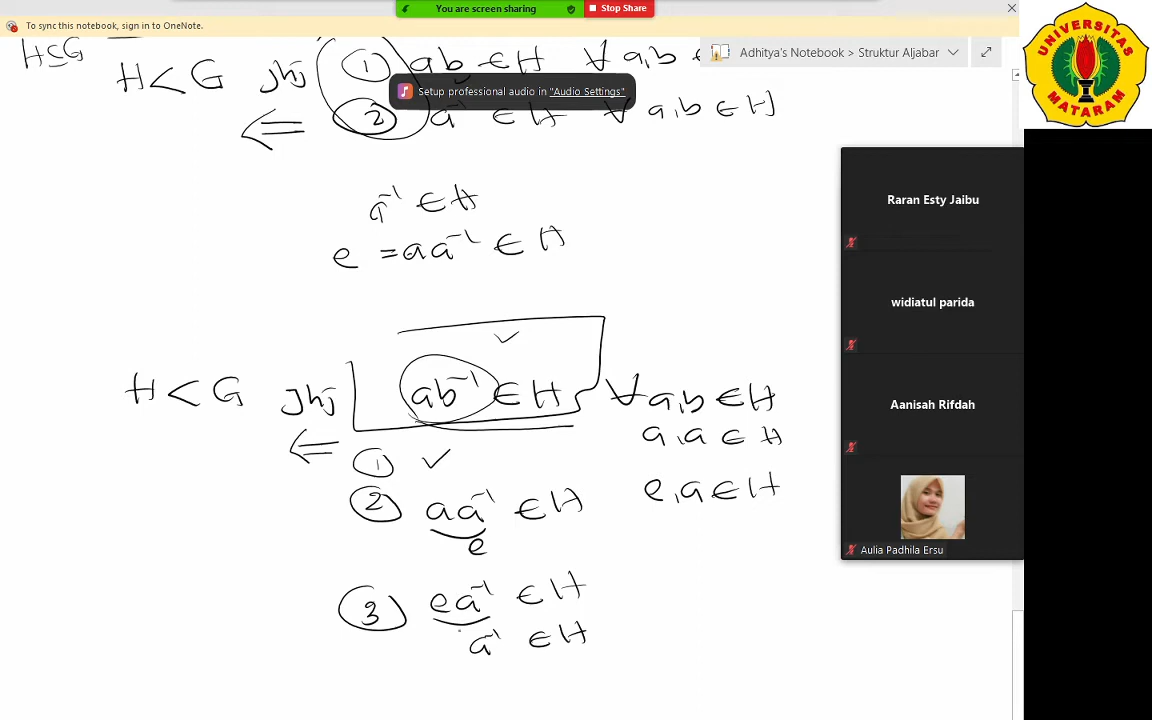 You are screen sharing
Stop Share
To sync this notebook, sign in to OneNote.
Adhitya's Notebook > Struktur Aljabar
UNIVERSITAS
MATARAM
H≤G
H < G jhj ① ab ∈ H ∀ a,b ∈
Setup professional audio in "Audio Settings"
⇐ ② a⁻¹ ∈ H ∀ a,b ∈ H
a⁻¹ ∈ H
e = aa⁻¹ ∈ H
✓
H < G jhj ab⁻¹ ∈ H ∀ a,b ∈ H
⇐ a,a ∈ H
① ✓
② aa⁻¹ ∈ H e,a ∈ H
e
③ ea⁻¹ ∈ H
a⁻¹ ∈ H
Raran Esty Jaibu
widiatul parida
Aanisah Rifdah
Aulia Padhila Ersu